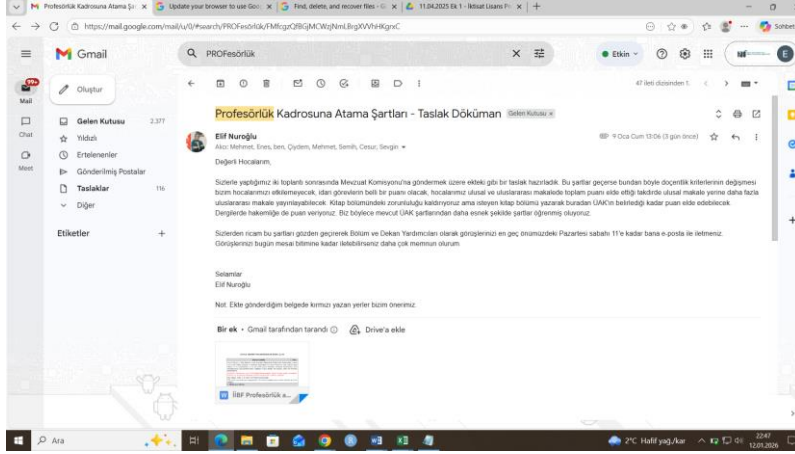 Profesörlük Kadrosuna Atama Şar
Update your browser to use Goo
Find, delete, and recover files - G
11.04.2025 Ek 1 - İktisat Lisans Pr
https://mail.google.com/mail/u/0/#search/PROFesörlük/
Sohbet
Gmail
PROFesörlük
Etkin
99+
Mail
Chat
Meet
Oluştur
47 ileti dizisinden 1.
Gelen Kutusu 2.377
Yıldızlı
Ertelenenler
Gönderilmiş Postalar
Taslaklar 116
Diğer
Etiketler
Profesörlük Kadrosuna Atama Şartları - Taslak Döküman Gelen Kutusu x
Elif Nuroğlu
9 Oca Cum 13:06 (3 gün önce)
Alıcı: Mehmet, Enes, ben, Çiydem, Mehmet, Semih, Cesur, Sevgin
Değerli Hocalarım,
Sizlerle yaptığımız iki toplantı sonrasında Mevzuat Komisyonu'na göndermek üzere ekteki gibi bir taslak hazırladık. Bu şartlar geçerse bundan böyle doçentlik kriterlerinin değişmesi
bizim hocalarımızı etkilemeyecek, idari görevlerin belli bir puanı olacak, hocalarımız ulusal ve uluslararası makalede toplam puanı elde ettiği takdirde ulusal makale yerine daha fazla
uluslararası makale yayınlayabilecek. Kitap bölümündeki zorunluluğu kaldırıyoruz ama isteyen kitap bölümü yazarak buradan ÜAK'ın belirlediği kadar puan elde edebilecek.
Dergilerde hakemliğe de puan veriyoruz. Biz böylece mevcut ÜAK şartlarından daha esnek şekilde şartlar öğrenmiş oluyoruz.
Sizlerden ricam bu şartları gözden geçirerek Bölüm ve Dekan Yardımcıları olarak görüşlerinizi en geç önümüzdeki Pazartesi sabahı 11'e kadar bana e-posta ile iletmeniz.
Görüşlerinizi bugün mesai bitimine kadar iletebilirseniz daha çok memnun olurum
Selamlar
Elif Nuroğlu
Not. Ekte gönderdiğim belgede kırmızı yazan yerler bizim önerimiz.
Bir ek • Gmail tarafından tarandı
Drive'a ekle
İİBF Profesörlük a...
Ara
2°C Hafif yağ./kar
22:47
12.01.2026